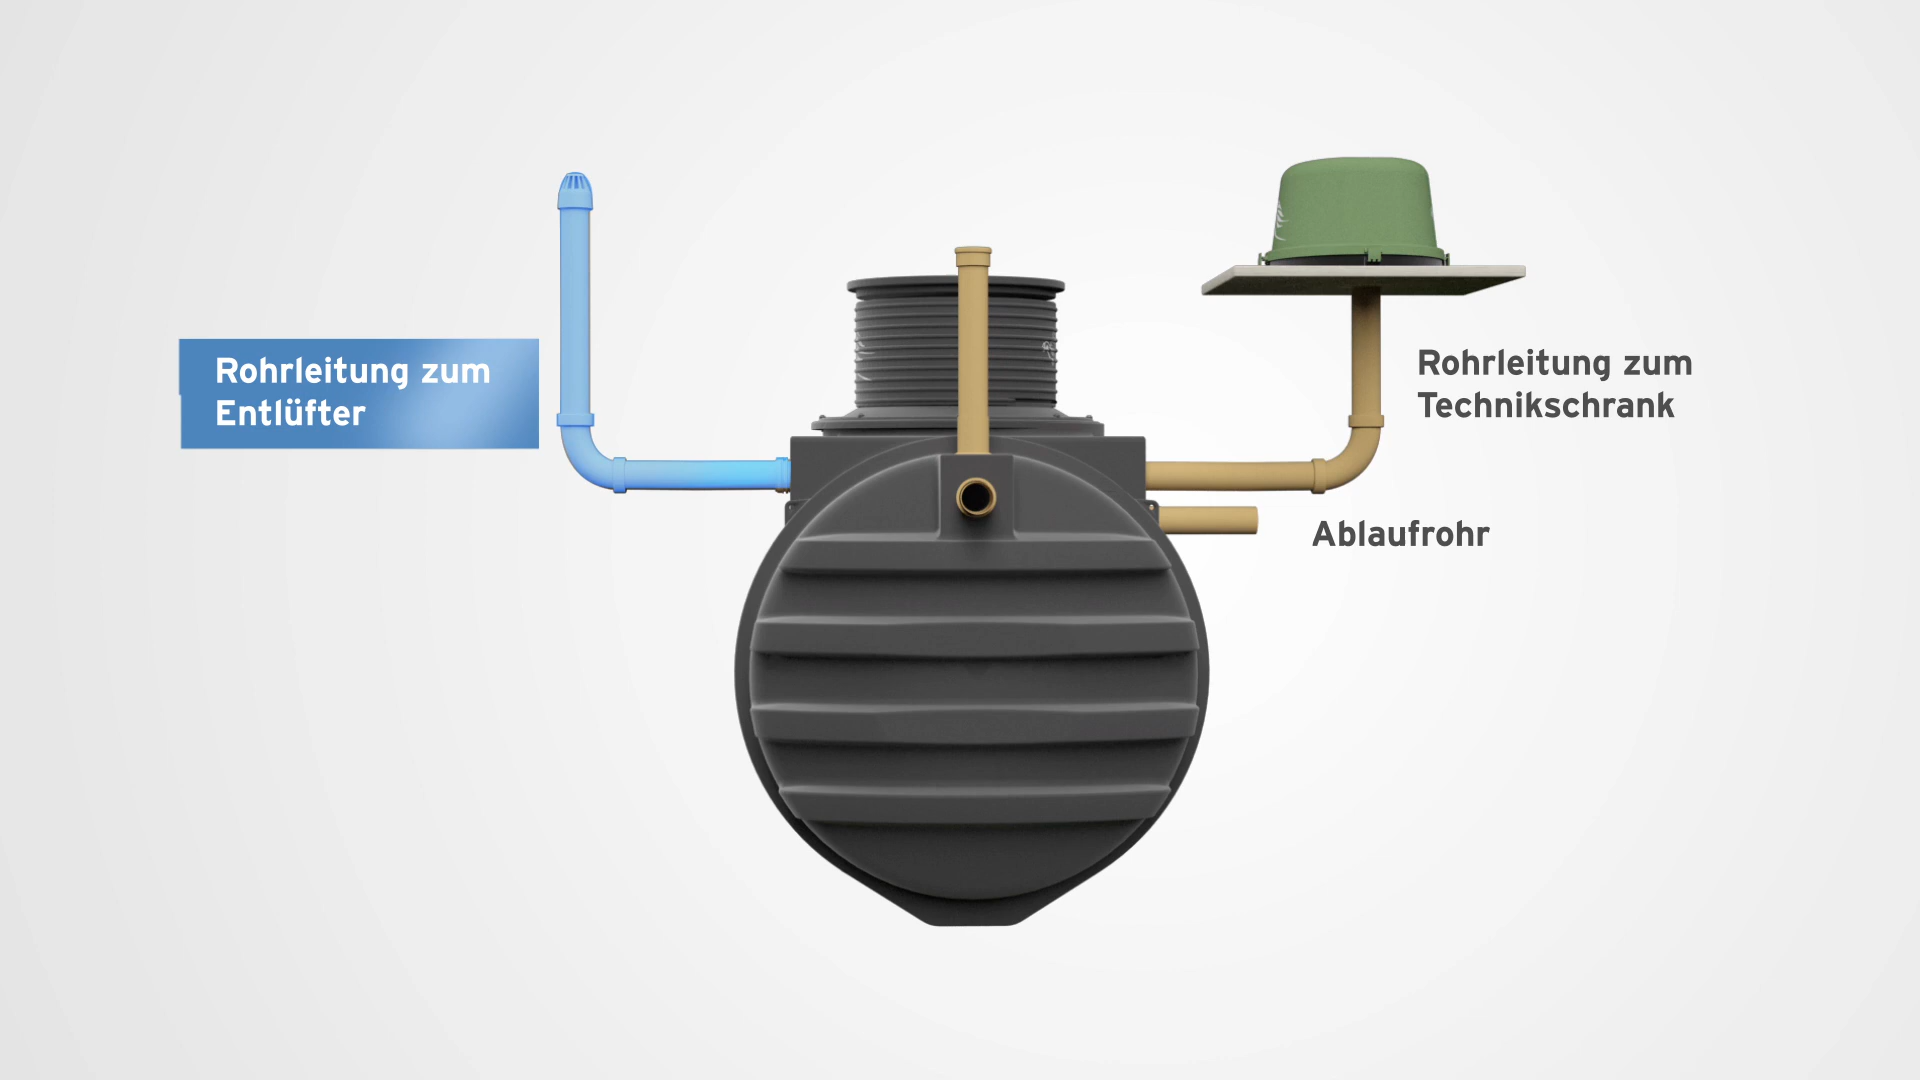 Rohrleitung zum
Entlüfter
Rohrleitung zum
Technikschrank
Ablaufrohr